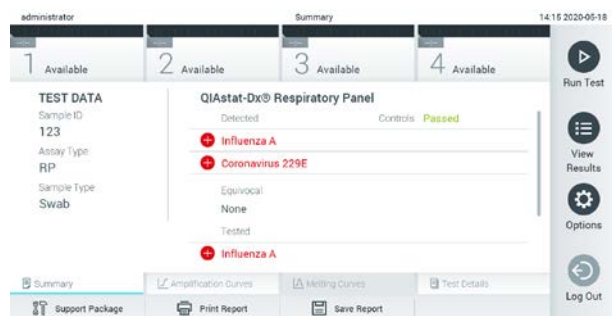 administrator Summary 14:15 2020-05-18
1 Available 2 Available 3 Available 4 Available
Run Test
TEST DATA
Sample ID
123
Assay Type
RP
Sample Type
Swab
QIAstat-Dx® Respiratory Panel
Detected Controls Passed
Influenza A
Coronavirus 229E
Equivocal
None
Tested
Influenza A
View
Results
Options
Log Out
Summary Amplification Curves Melting Curves Test Details
Support Package Print Report Save Report